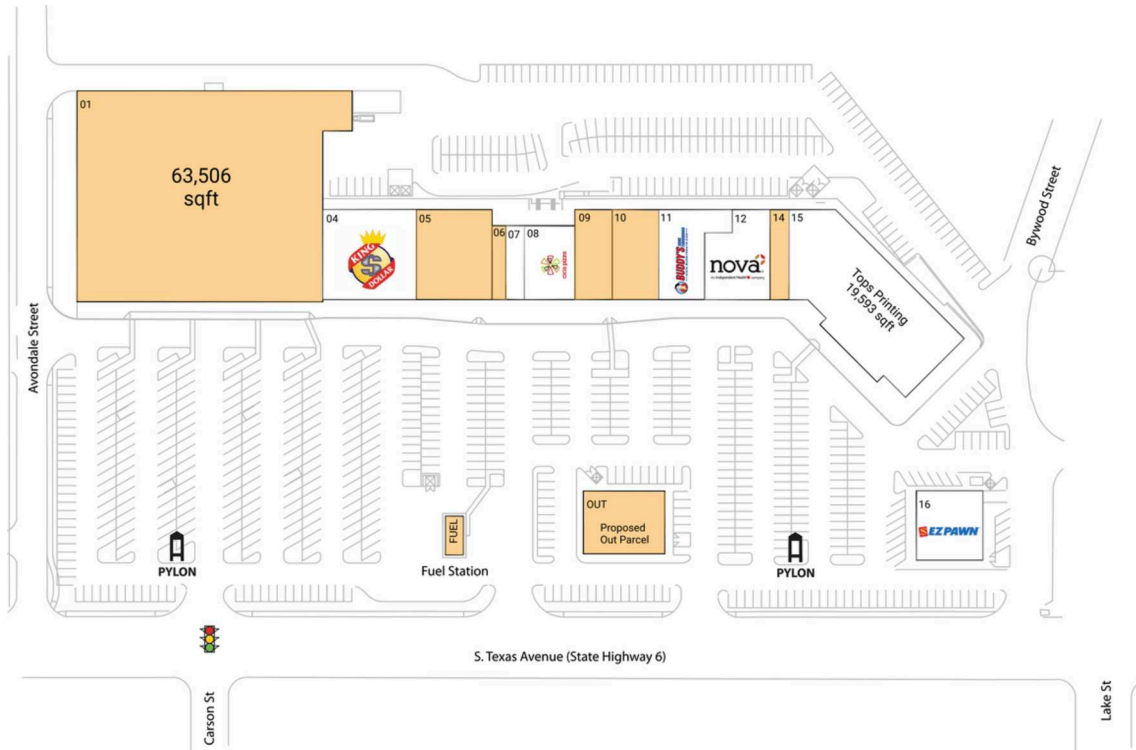 01
63,506
sqft
04
KING
$
DOLLAR
05
06
07
08
cicis pizza
09
10
11
BUDDY'S
12
nova
14
15
Tops Printing
19,593 sqft
Bywood Street
Avondale Street
OUT
Proposed
Out Parcel
16
EZPAWN
FUEL
Fuel Station
PYLON
PYLON
S. Texas Avenue (State Highway 6)
Carson St
Lake St